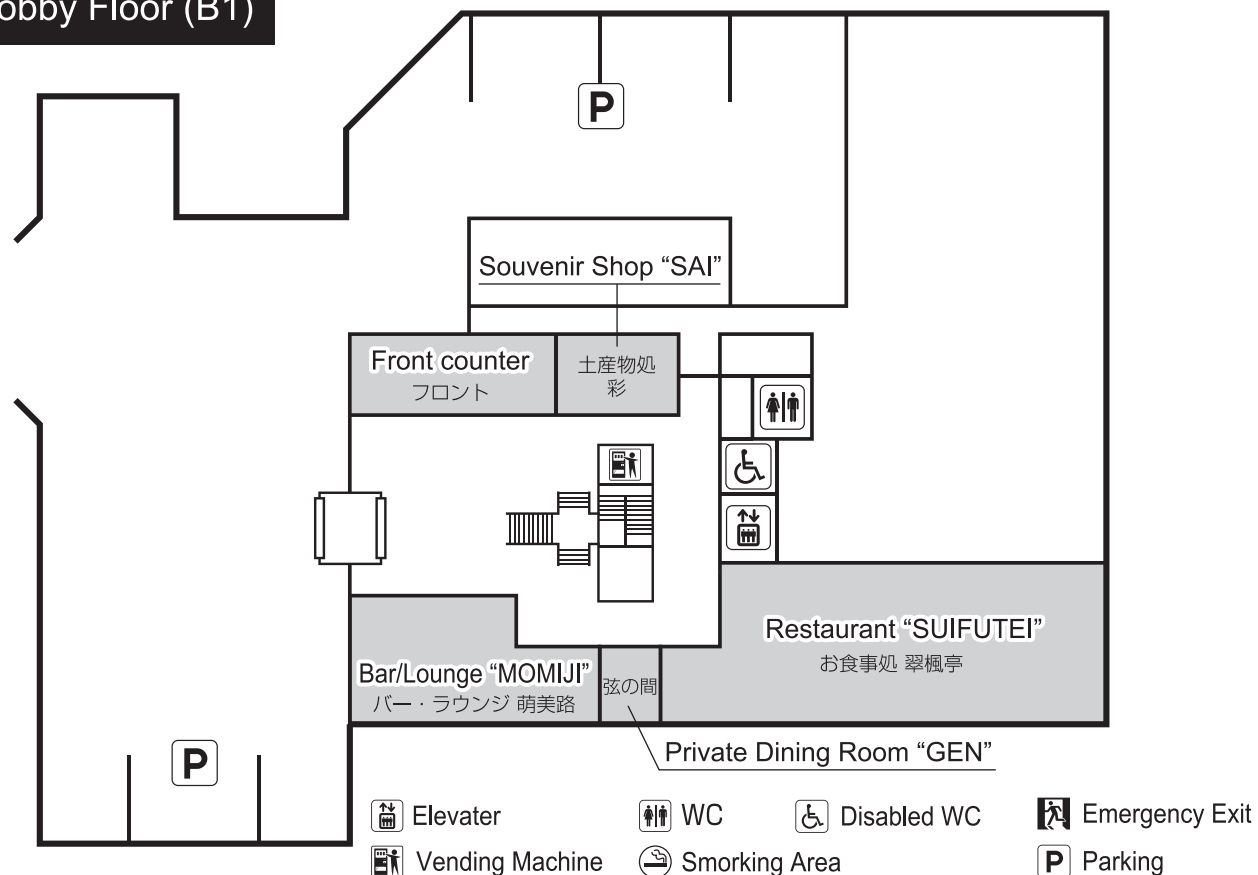 obby Floor (B1)
P
Souvenir Shop “SAI”
Front counter
フロント
土産物処
彩
Restaurant “SUIFUTEI”
お食事処 翠楓亭
Bar/Lounge “MOMIJI”
バー・ラウンジ 萌美路
弦の間
Private Dining Room “GEN”
P
Elevater
WC
Disabled WC
Emergency Exit
Vending Machine
Smorking Area
P Parking